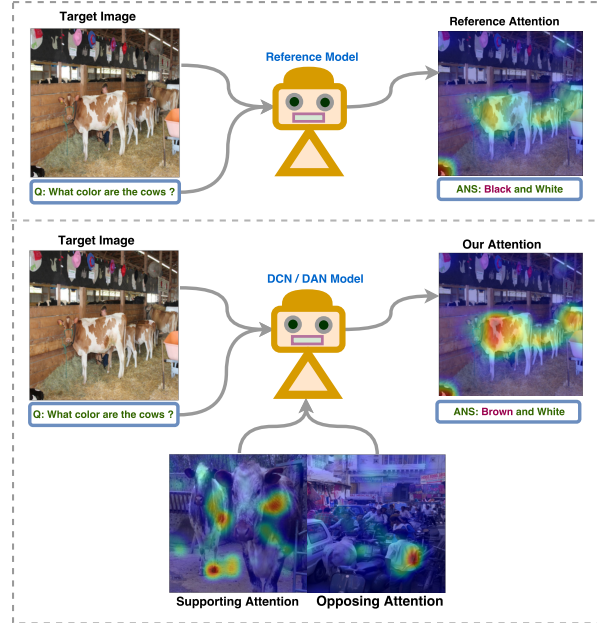 Target Image
Reference Model
Reference Attention
Q: What color are the cows ?
ANS: Black and White
Target Image
DCN / DAN Model
Our Attention
Q: What color are the cows ?
ANS: Brown and White
Supporting Attention
Opposing Attention